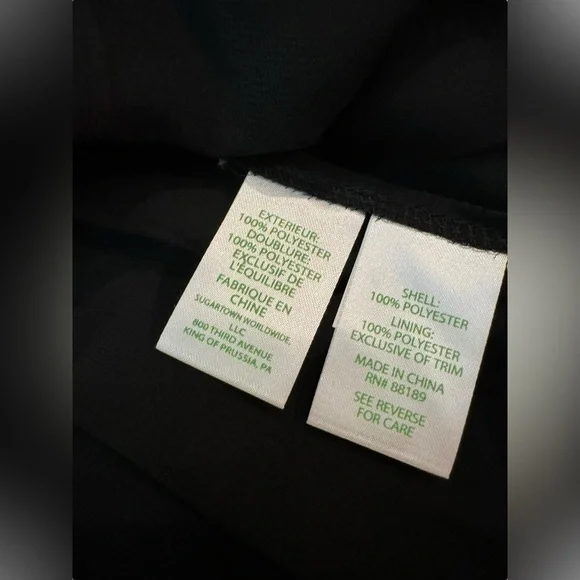 EXTERIEUR:
100% POLYESTER
DOUBLURE:
100% POLYESTER
EXCLUSIF DE
L'EQUILIBRE
FABRIQUE EN
CHINE
SUGARTOWN WORLDWIDE,
LLC
800 THIRD AVENUE
KING OF PRUSSIA, PA
SHELL:
100% POLYESTER
LINING:
100% POLYESTER
EXCLUSIVE OF TRIM
MADE IN CHINA
RN# 88189
SEE REVERSE
FOR CARE